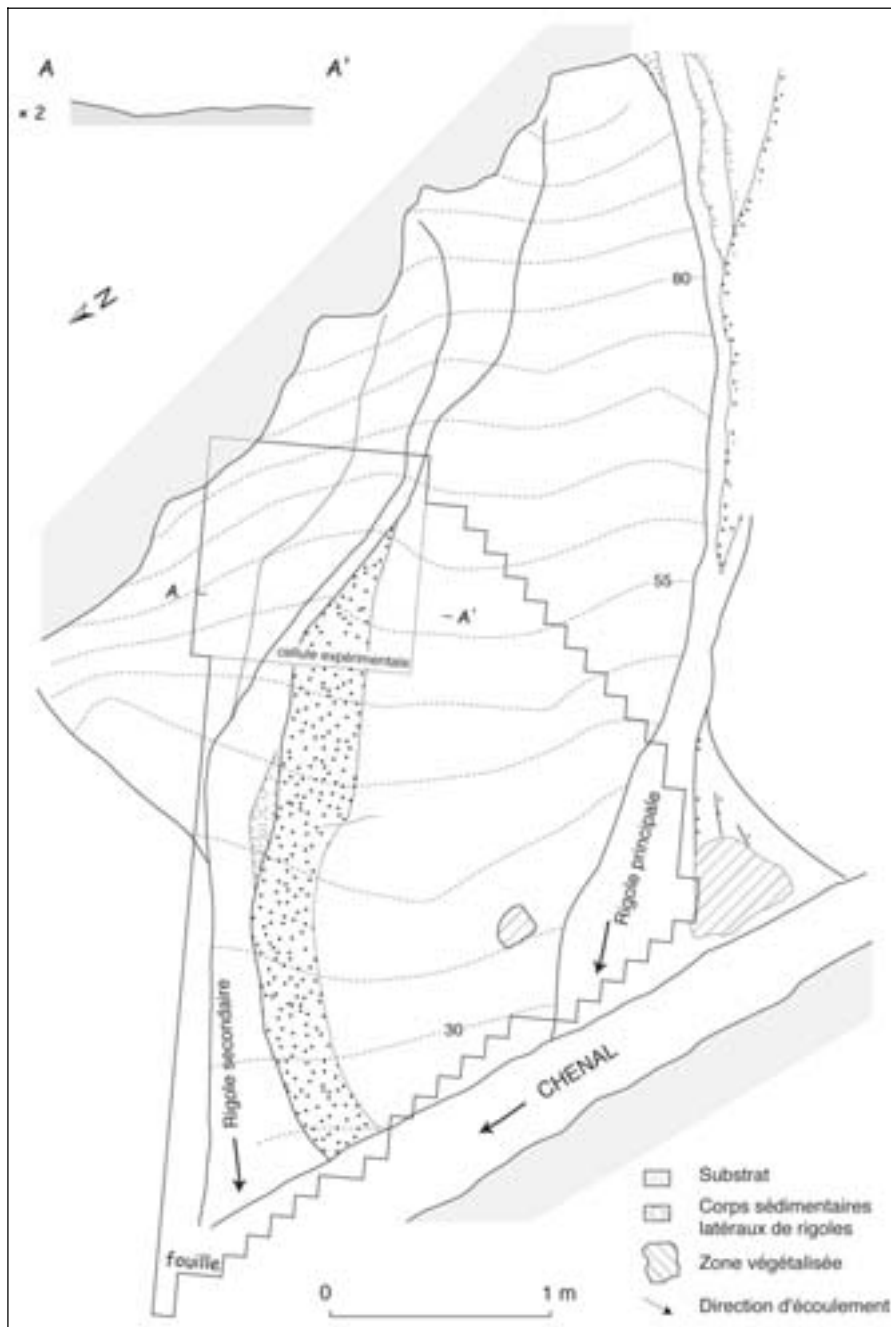 A A'
× 2
N
80
A
- A'
55
cellule expérimentale
Rigole principale
Rigole secondaire
30
CHENAL
fouille
0 1 m
Substrat
Corps sédimentaires
latéraux de rigoles
Zone végétalisée
Direction d'écoulement